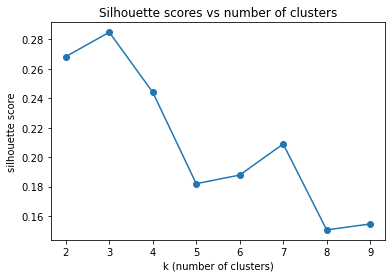 Silhouette scores vs number of clusters
silhouette score
0.28
0.26
0.24
0.22
0.20
0.18
0.16
2 3 4 5 6 7 8 9
k (number of clusters)